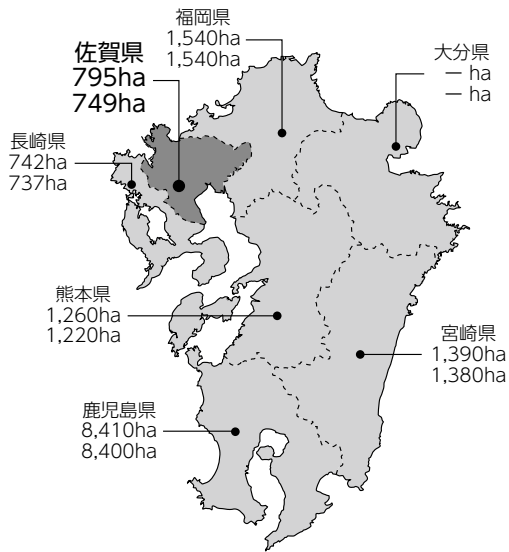 福岡県
1,540ha
1,540ha
佐賀県
795ha
749ha
大分県
－ha
－ha
長崎県
742ha
737ha
熊本県
1,260ha
1,220ha
宮崎県
1,390ha
1,380ha
鹿児島県
8,410ha
8,400ha